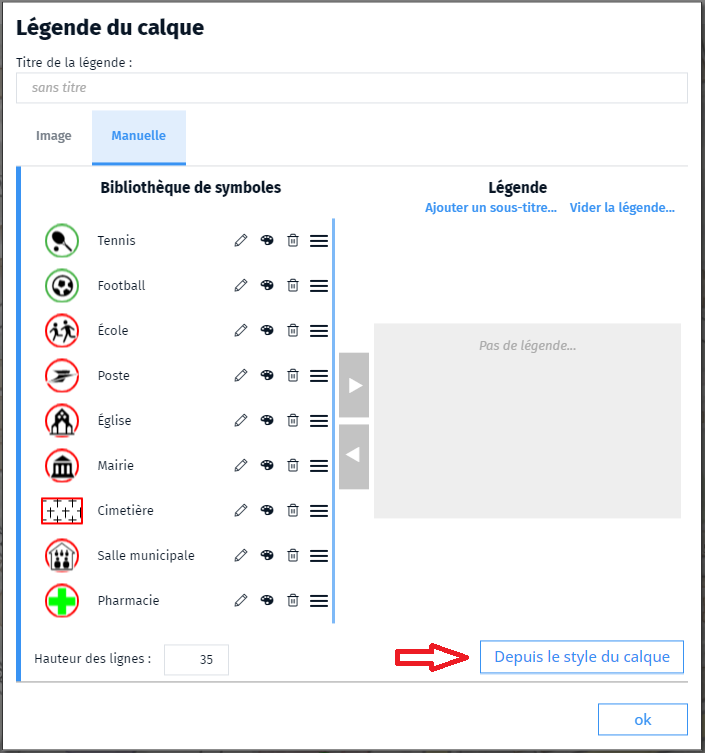 Légende du calque
Titre de la légende :
sans titre
Image
Manuelle
Bibliothèque de symboles
Légende
Ajouter un sous-titre...
Vider la légende...
Tennis
Football
École
Poste
Église
Mairie
Cimetière
Salle municipale
Pharmacie
Pas de légende...
Hauteur des lignes :
35
Depuis le style du calque
ok